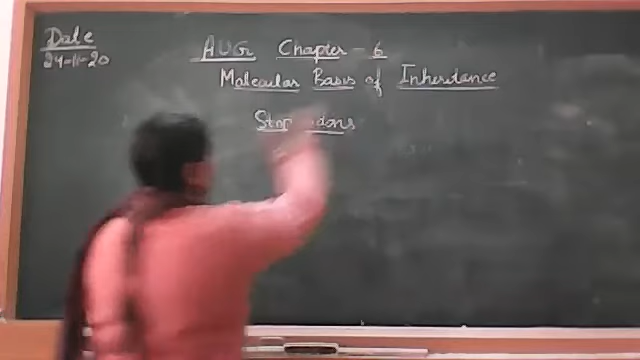 Date
24-11-20
AUG Chapter - 6
Molecular Basis of Inheritance